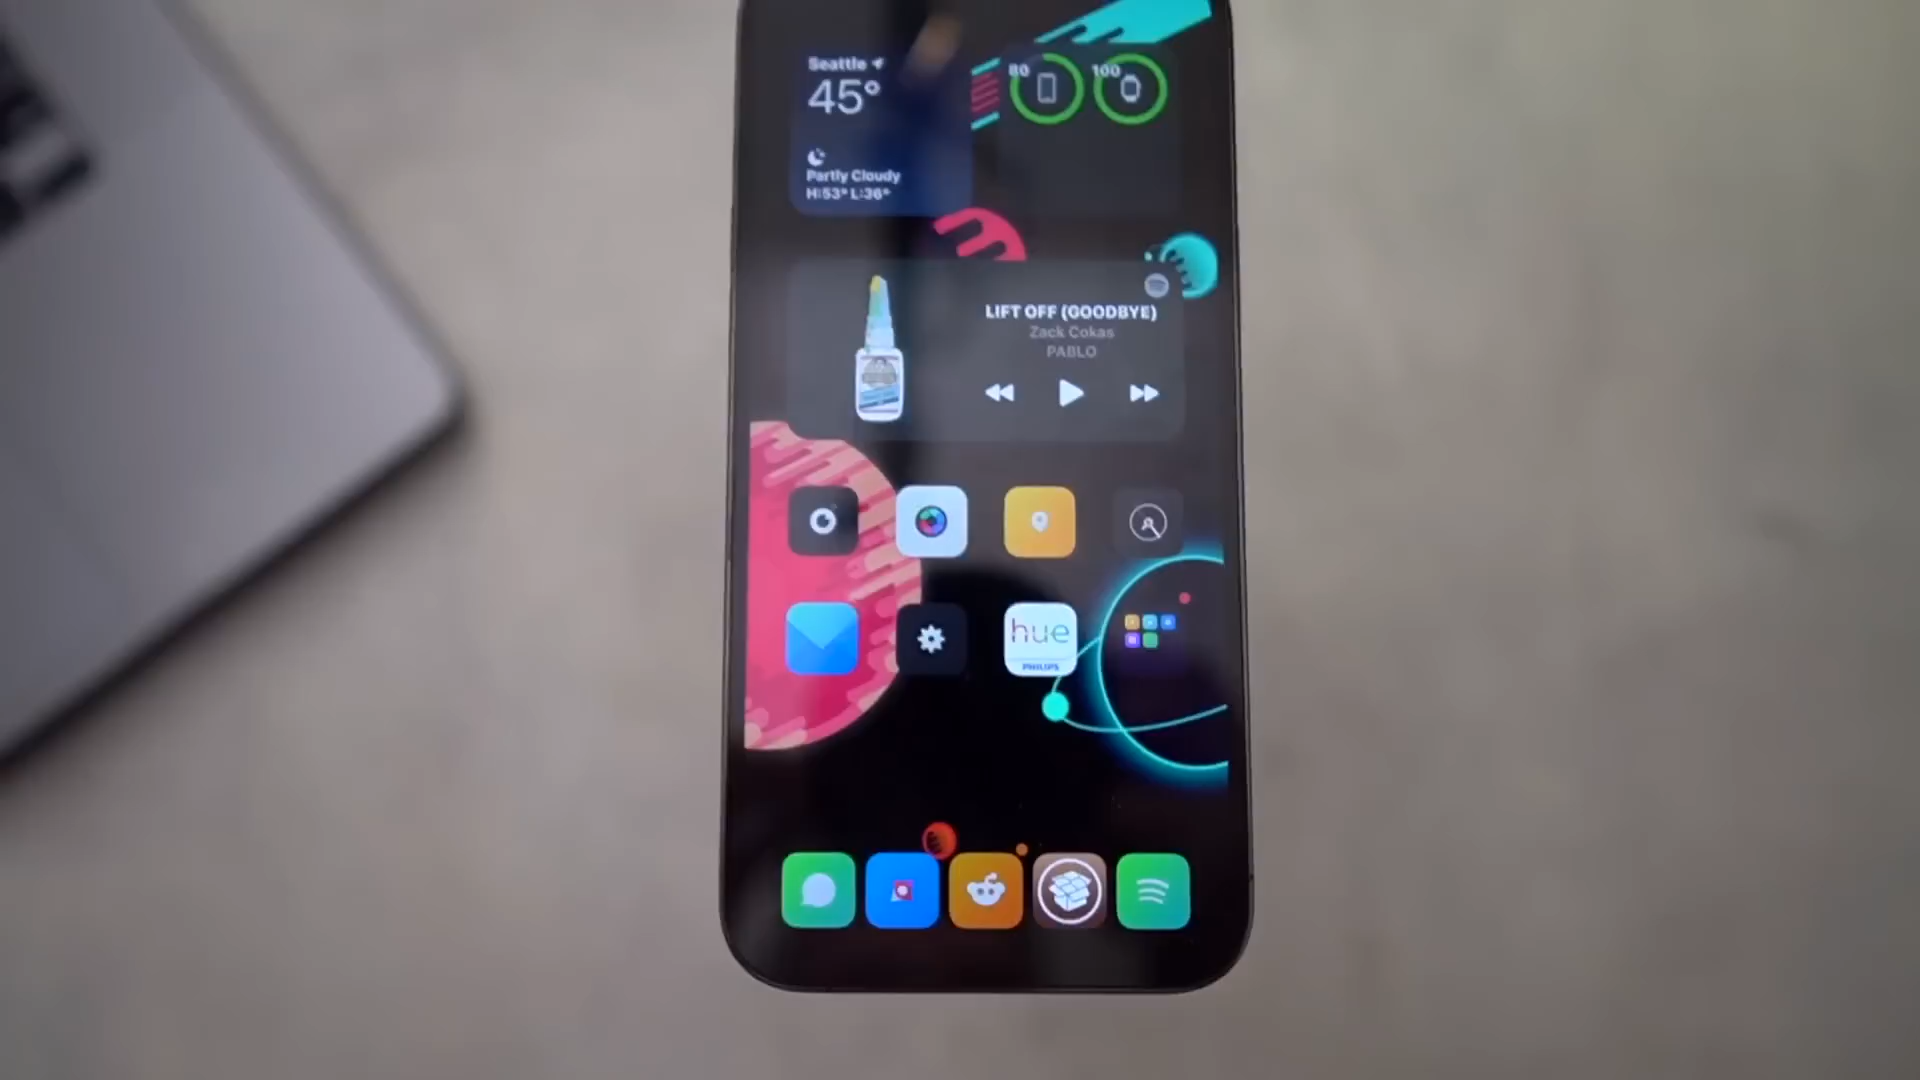 Seattle
45°
Partly Cloudy
H:53° L:36°
80
100
LIFT OFF (GOODBYE)
Zack Cokas
PABLO
hue
PHILIPS